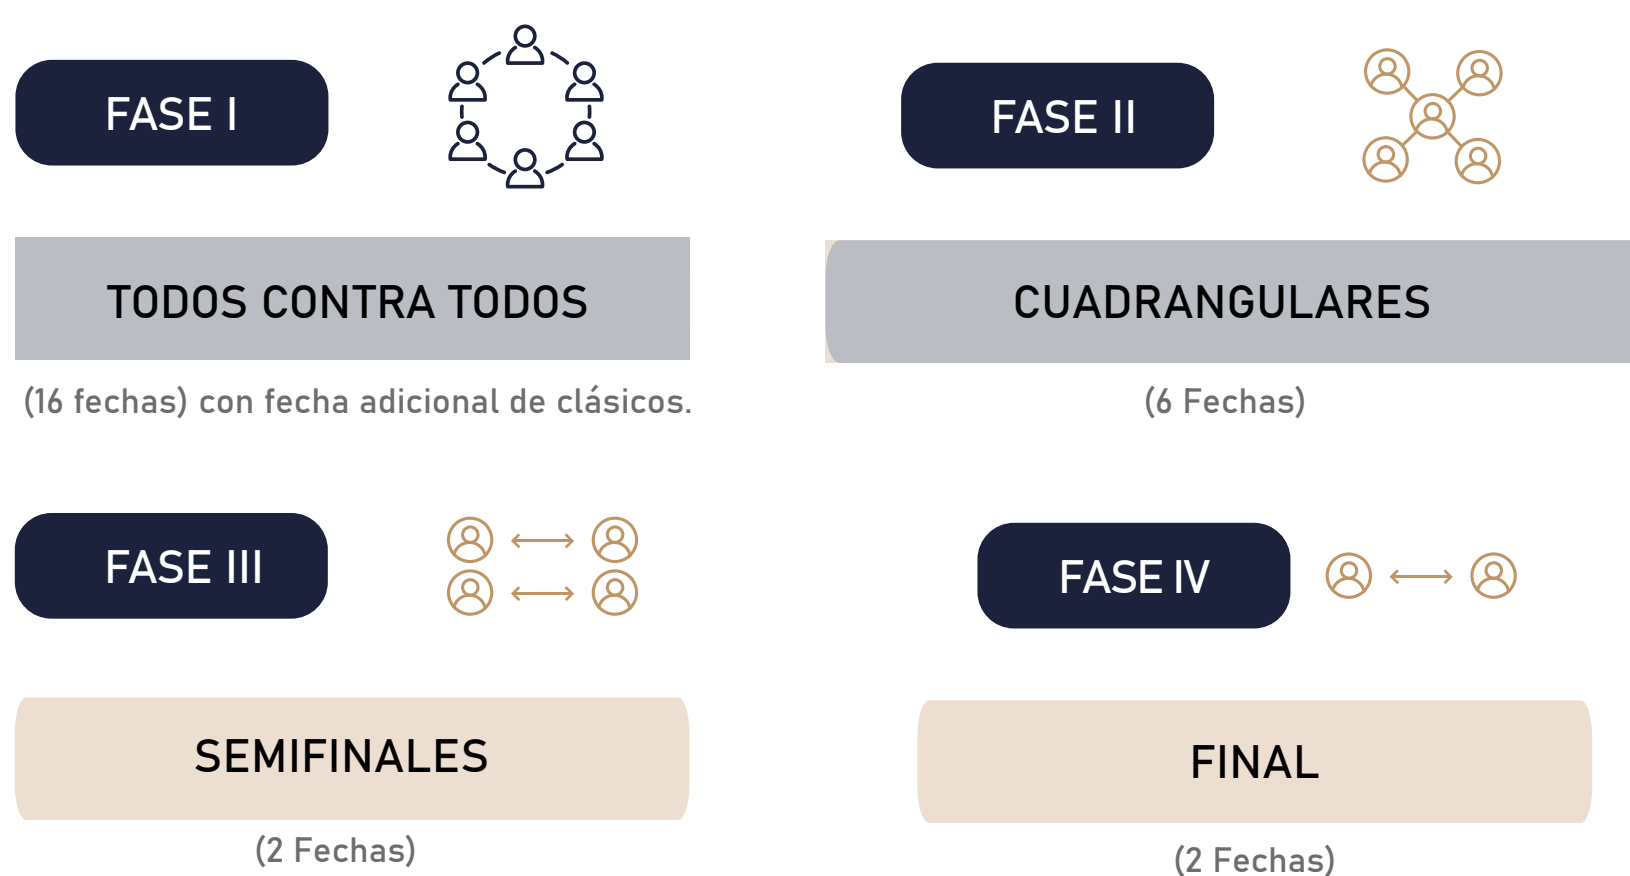 FASE I
FASE II
TODOS CONTRA TODOS
CUADRANGULARES
(16 fechas) con fecha adicional de clásicos.
(6 Fechas)
FASE III
FASE IV
SEMIFINALES
FINAL
(2 Fechas)
(2 Fechas)